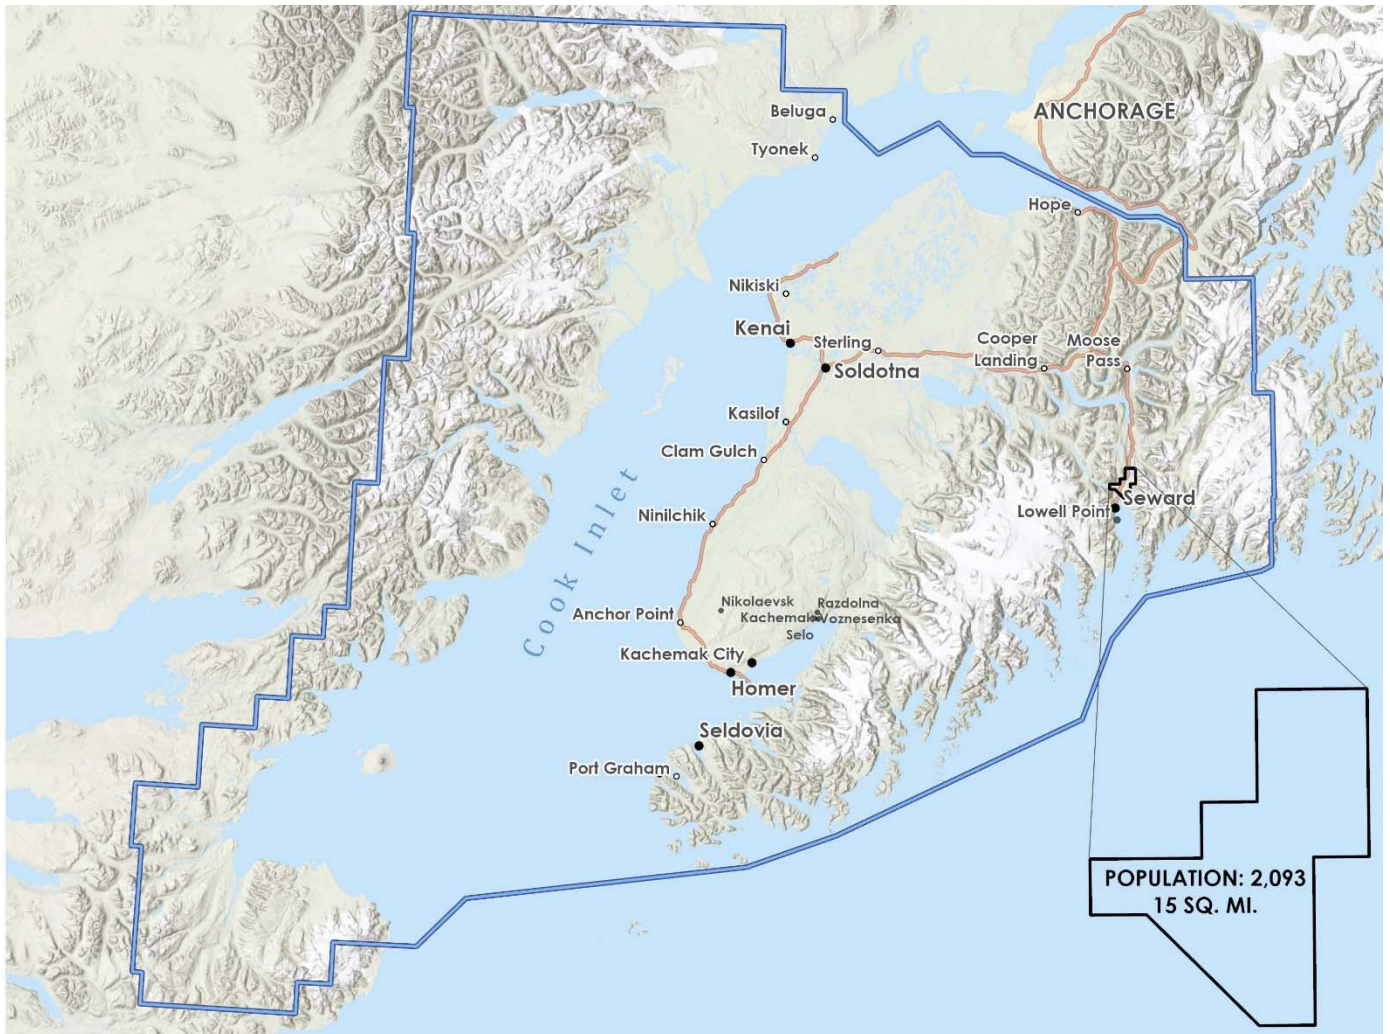 Beluga
ANCHORAGE
Tyonek
Hope
Nikiski
Kenai
Sterling
Cooper
Landing
Moose
Pass
Soldotna
Kasilof
Clam Gulch
Cook Inlet
Seward
Lowell Point
Ninilchik
Nikolaevsk
Razdolna
Kachemak
Selo
Voznesenka
Anchor Point
Kachemak City
Homer
Seldovia
Port Graham
POPULATION: 2,093
15 SQ. MI.